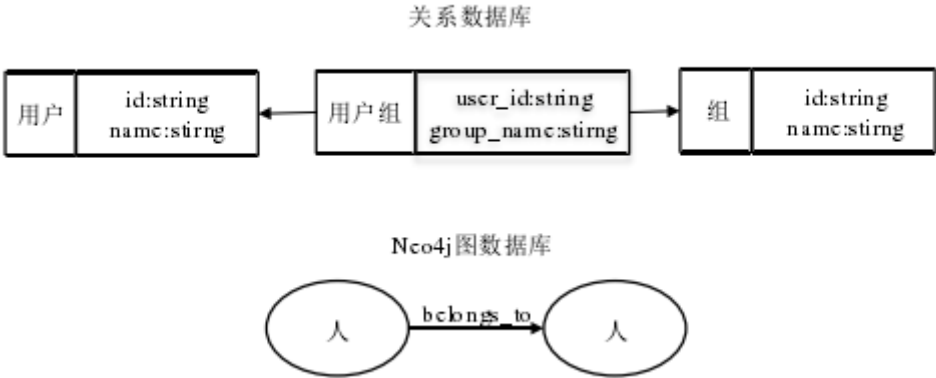 关系数据库
用户
id:string
name:stirng
用户组
user_id:string
group_name:stirng
组
id:string
name:stirng
Neo4j图数据库
人
belongs_to
人